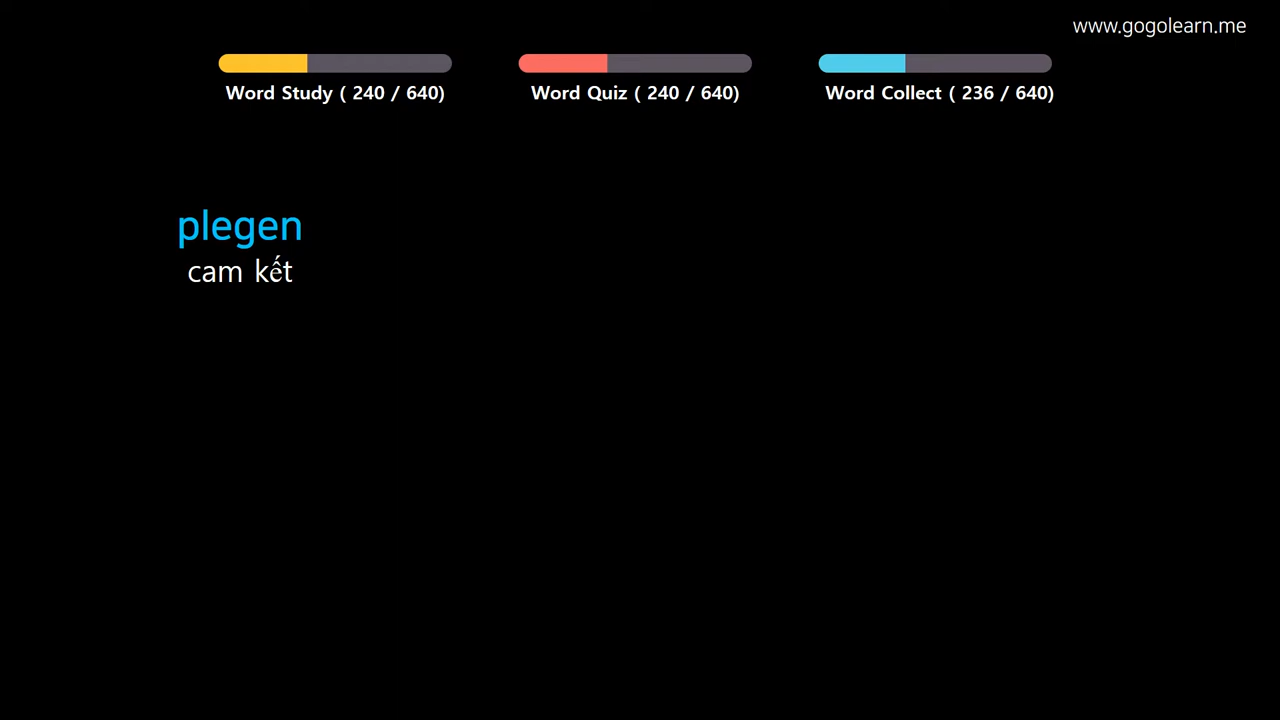 www.gogolearn.me
Word Study ( 240 / 640)
Word Quiz ( 240 / 640)
Word Collect ( 236 / 640)
plegen
cam kết